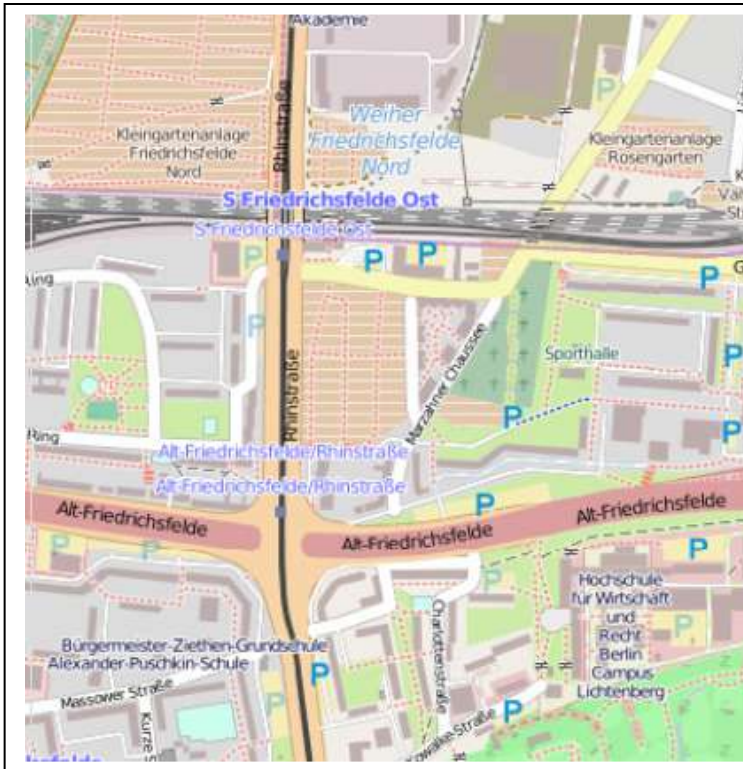 Akademie
Rhinstraße
Weiher
Friedrichsfelde
Nord
Kleingartenanlage
Friedrichsfelde
Nord
Kleingartenanlage
Rosengarten
P
S Friedrichsfelde Ost
S Friedrichsfelde Ost
P
P
P
P
P
Rhinstraße
Marzahner Chaussee
Sporthalle
P
P
P
Ring
Alt-Friedrichsfelde/Rhinstraße
Alt-Friedrichsfelde/Rhinstraße
P
Alt-Friedrichsfelde
Alt-Friedrichsfelde
Alt-Friedrichsfelde
P
P
P
P
Hochschule
für Wirtschaft
und
Recht
Berlin
Campus
Lichtenberg
P
Charlottenstraße
Bürgermeister-Ziethen-Grundschule
Alexander-Puschkin-Schule
P
Massower Straße
P